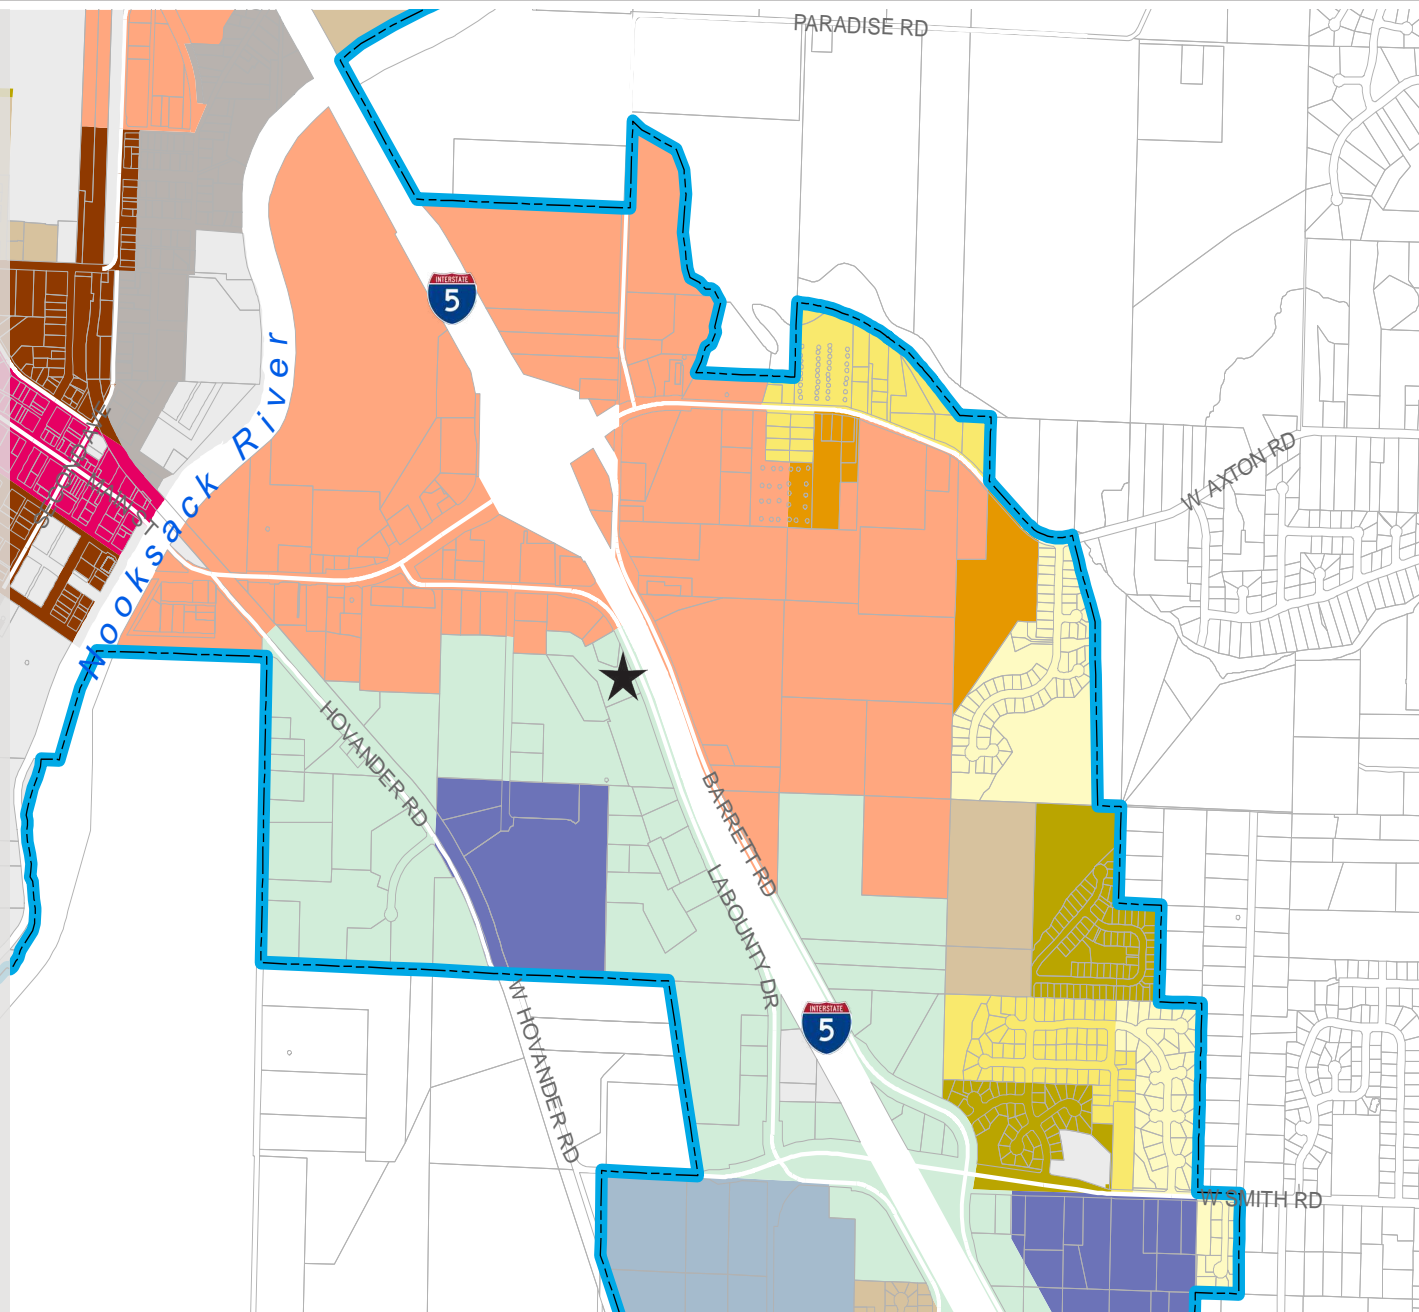 PARADISE RD
INTERSTATE
5
Nooksack River
W AXTON RD
HOVANDER RD
BARRETT RD
LABOUNTY DR
W HOVANDER RD
INTERSTATE
5
W SMITH RD